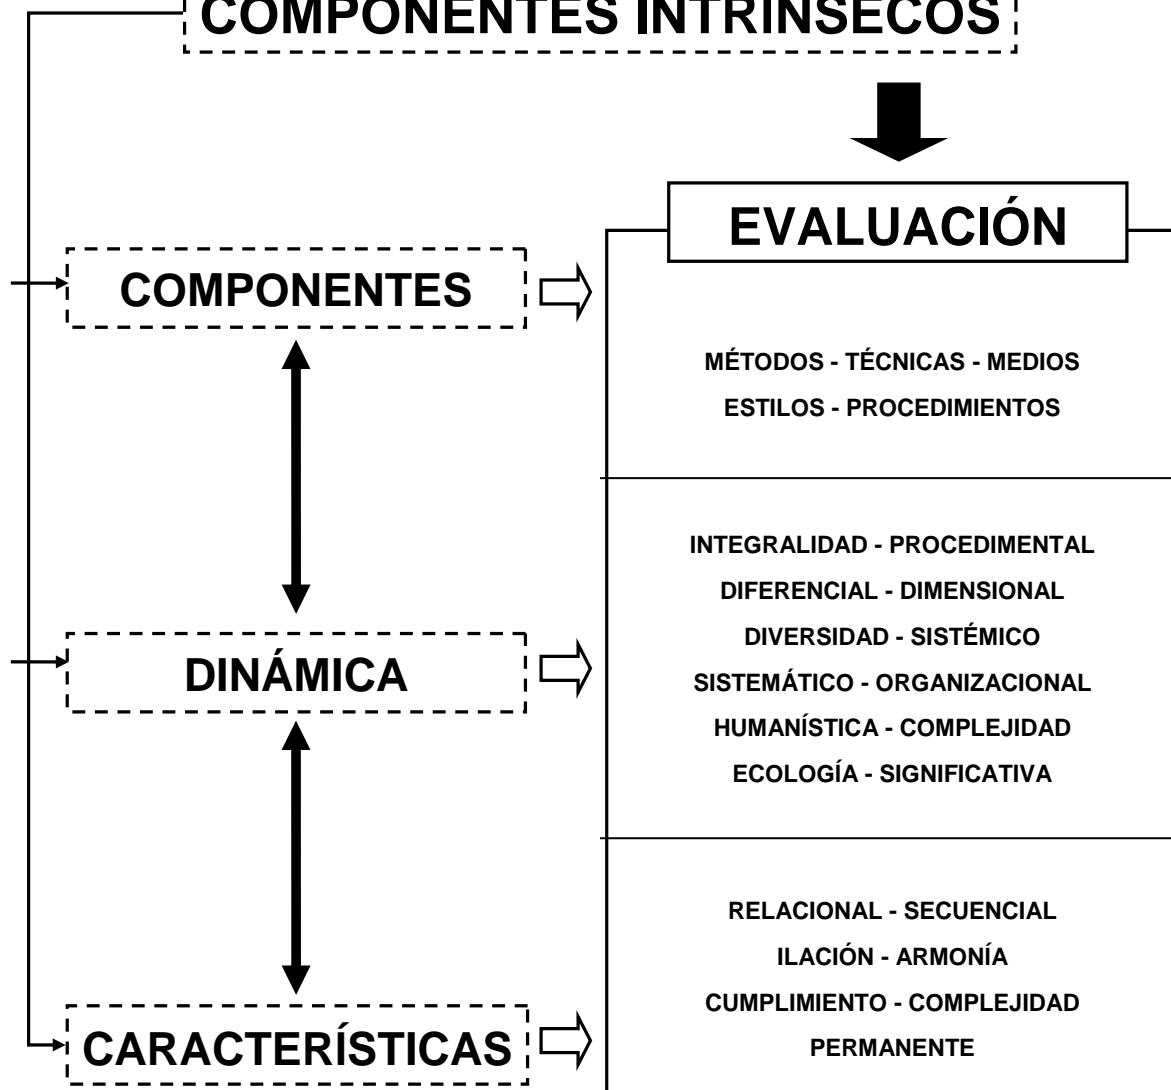 COMPONENTES INTRÍNSECOS
EVALUACIÓN
COMPONENTES
MÉTODOS - TÉCNICAS - MEDIOS
ESTILOS - PROCEDIMIENTOS
DINÁMICA
INTEGRALIDAD - PROCEDIMENTAL
DIFERENCIAL - DIMENSIONAL
DIVERSIDAD - SISTÉMICO
SISTEMÁTICO - ORGANIZACIONAL
HUMANÍSTICA - COMPLEJIDAD
ECOLOGÍA - SIGNIFICATIVA
CARACTERÍSTICAS
RELACIONAL - SECUENCIAL
ILACIÓN - ARMONÍA
CUMPLIMIENTO - COMPLEJIDAD
PERMANENTE